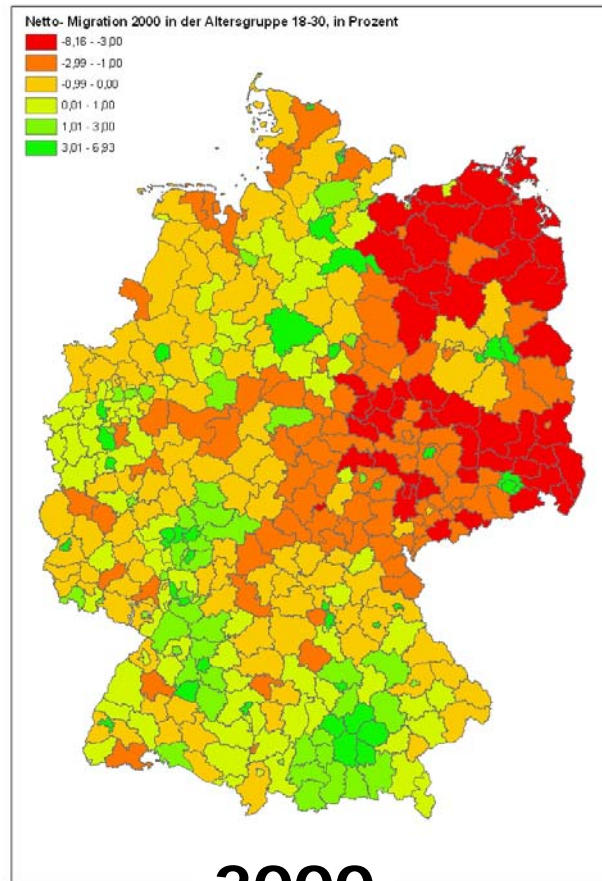 Netto- Migration 2000 in der Altersgruppe 18-30, in Prozent
-8,16 - -3,00
-2,99 - -1,00
-0,99 - 0,00
0,01 - 1,00
1,01 - 3,00
3,01 - 6,93
2000